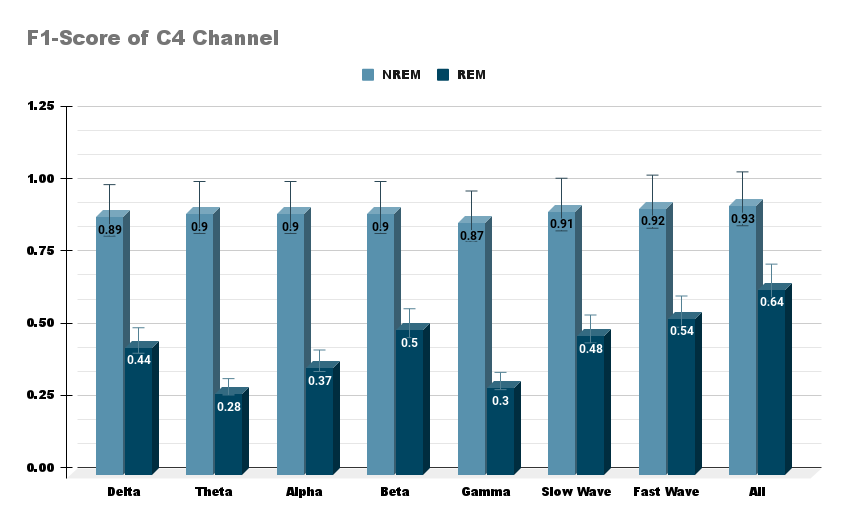 F1-Score of C4 Channel
NREM REM
1.25
1.00
0.75
0.50
0.25
0.00
0.89 0.44 0.9 0.28 0.9 0.37 0.9 0.5 0.87 0.3 0.91 0.48 0.92 0.54 0.93 0.64
Delta Theta Alpha Beta Gamma Slow Wave Fast Wave All